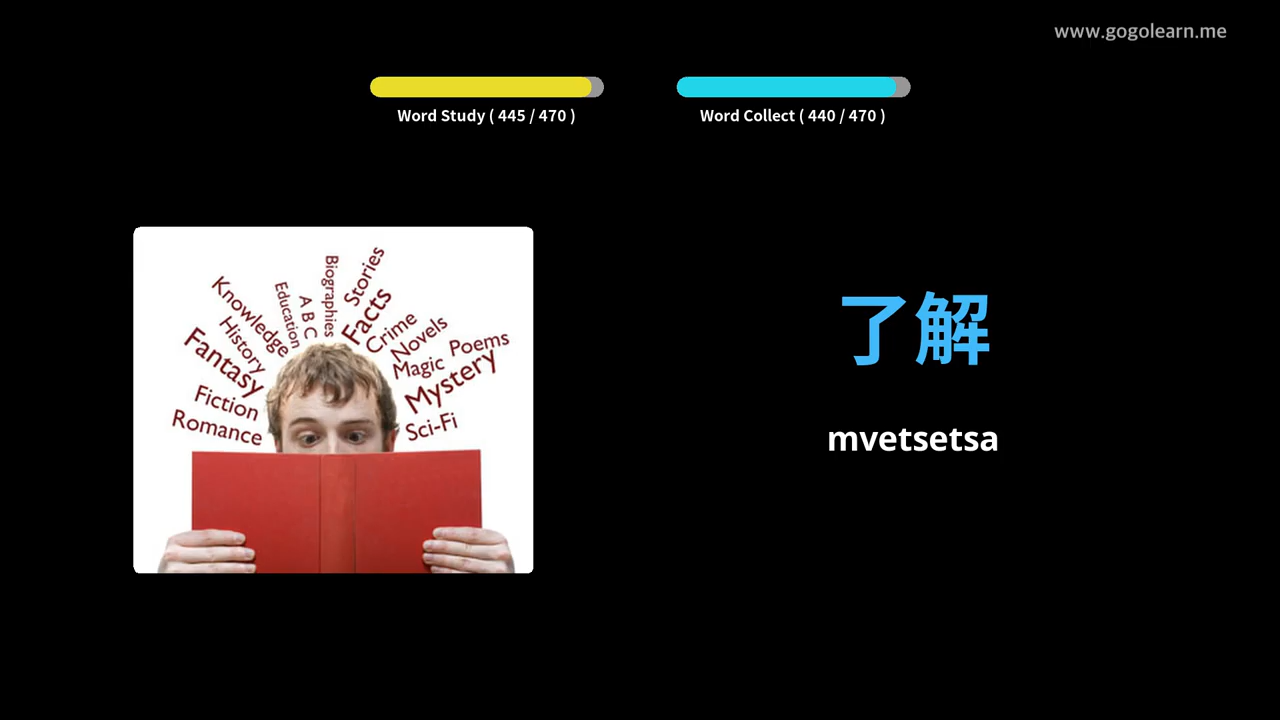 www.gogolearn.me
Word Study ( 445 / 470 )
Word Collect ( 440 / 470 )
Biographies
Stories
Education
A B C
Facts
Knowledge
History
Crime
Novels
Fantasy
Magic
Poems
Mystery
Fiction
Romance
Sci-Fi
了解
mvetsetsa